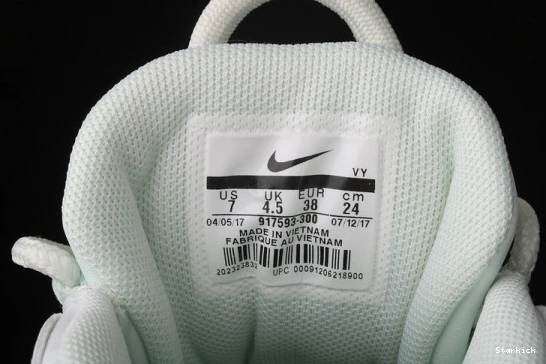 VY
US UK EUR cm
7 4.5 38 24
04/05/17 917593-300 07/12/17
MADE IN VIETNAM
FABRIQUE AU VIETNAM
202323832 UPC 00091206218900
Starkick